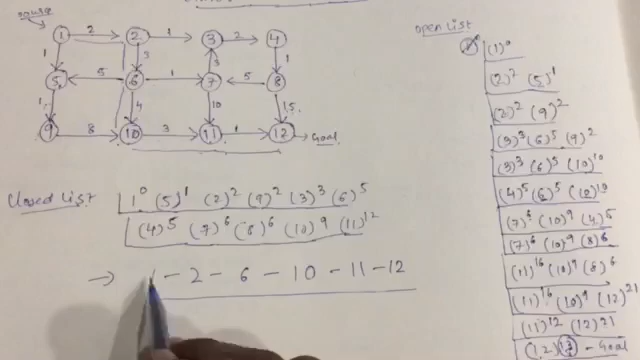 Open List
1 2 2 1 3 2 4
1 3 3 1
5 5 6 1 7 5 8
1 4 10 15
9 8 10 3 11 1 12 → Goal
(1)⁰
(2)² (5)¹
(2)² (9)²
(3)³ (6)⁵ (9)²
(3)³ (6)⁵ (10)¹⁰
(4)⁵ (6)⁵ (10)¹⁰
(7)⁶ (10)⁹ (4)⁵
(7)⁶ (10)⁹ (8)⁶
(11)¹⁶ (10)⁹ (8)⁶
(11)¹⁶ (10)⁹ (12)²¹
(11)¹² (12)²¹
(12) 13 - Goal
Closed List
1⁰ (5)¹ (2)² (9)² (3)³ (6)⁵
(4)⁵ (7)⁶ (8)⁶ (10)⁹ (11)¹²
→ 1 - 2 - 6 - 10 - 11 - 12